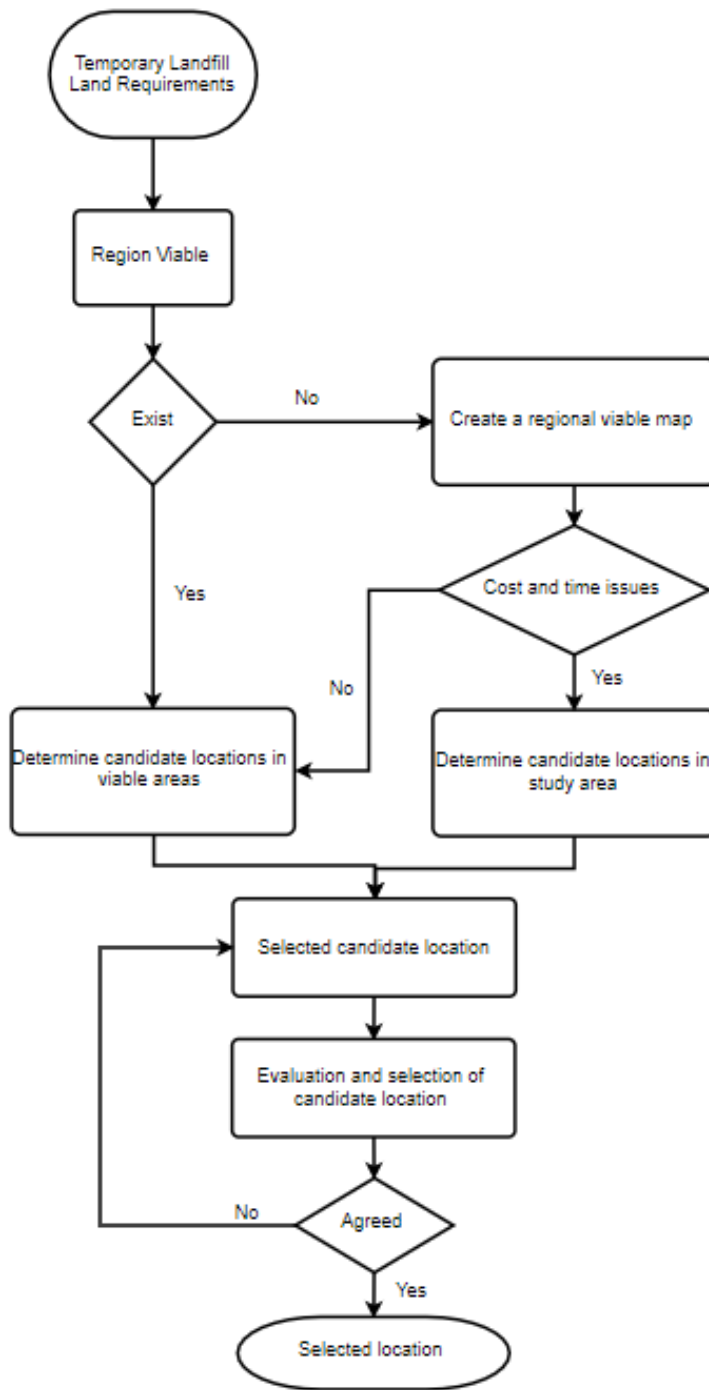 Temporary Landfill
Land Requirements
Region Viable
Exist
No
Create a regional viable map
Yes
Cost and time issues
No
Yes
Determine candidate locations in
viable areas
Determine candidate locations in
study area
Selected candidate location
Evaluation and selection of
candidate location
No
Agreed
Yes
Selected location